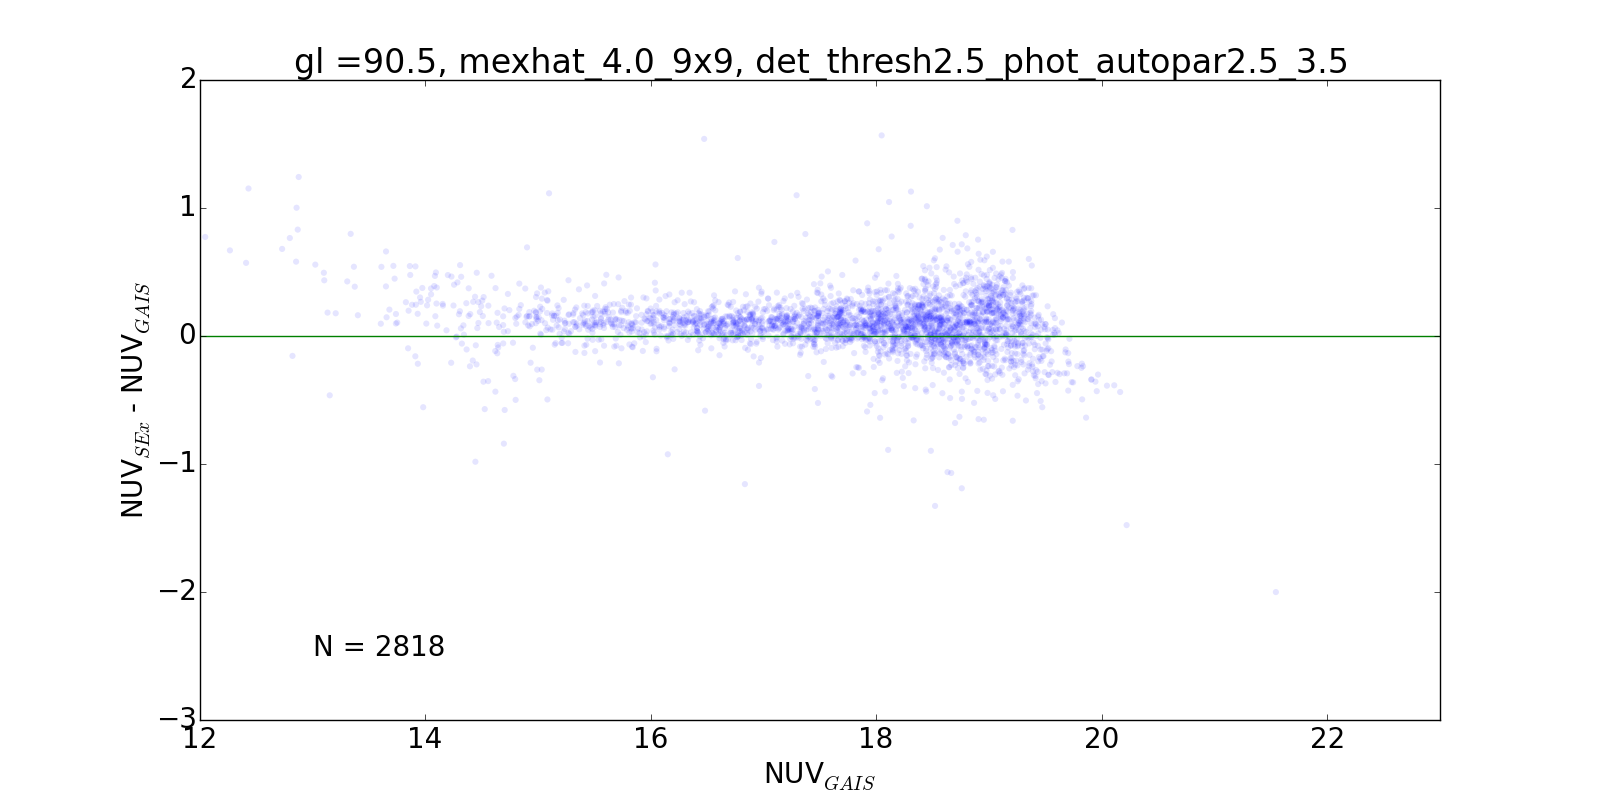 gl =90.5, mexhat_4.0_9x9, det_thresh2.5_phot_autopar2.5_3.5
2
1
0
−1
−2
−3
NUV_SEx - NUV_GAIS
N = 2818
12 14 16 18 20 22
NUV_GAIS